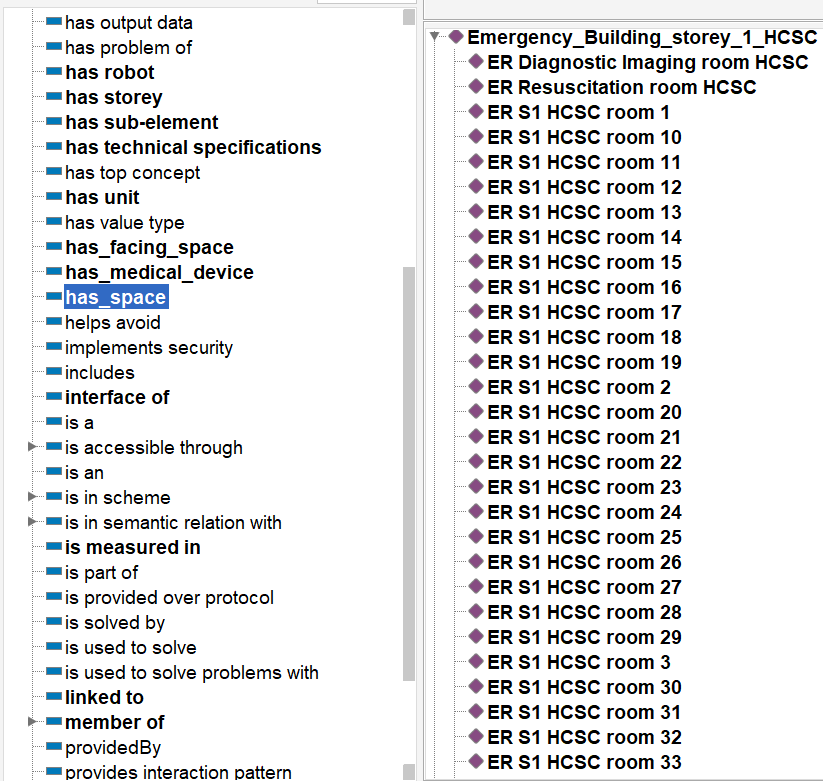 has output data
has problem of
has robot
has storey
has sub-element
has technical specifications
has top concept
has unit
has value type
has_facing_space
has_medical_device
has_space
helps avoid
implements security
includes
interface of
is a
is accessible through
is an
is in scheme
is in semantic relation with
is measured in
is part of
is provided over protocol
is solved by
is used to solve
is used to solve problems with
linked to
member of
providedBy
provides interaction pattern
Emergency_Building_storey_1_HCSC
ER Diagnostic Imaging room HCSC
ER Resuscitation room HCSC
ER S1 HCSC room 1
ER S1 HCSC room 10
ER S1 HCSC room 11
ER S1 HCSC room 12
ER S1 HCSC room 13
ER S1 HCSC room 14
ER S1 HCSC room 15
ER S1 HCSC room 16
ER S1 HCSC room 17
ER S1 HCSC room 18
ER S1 HCSC room 19
ER S1 HCSC room 2
ER S1 HCSC room 20
ER S1 HCSC room 21
ER S1 HCSC room 22
ER S1 HCSC room 23
ER S1 HCSC room 24
ER S1 HCSC room 25
ER S1 HCSC room 26
ER S1 HCSC room 27
ER S1 HCSC room 28
ER S1 HCSC room 29
ER S1 HCSC room 3
ER S1 HCSC room 30
ER S1 HCSC room 31
ER S1 HCSC room 32
ER S1 HCSC room 33